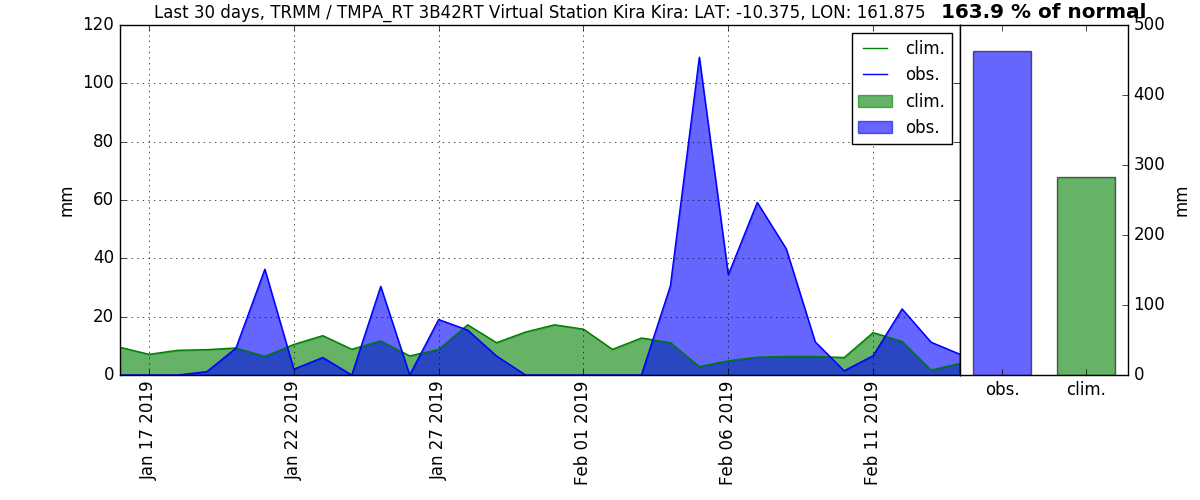 Last 30 days, TRMM / TMPA_RT 3B42RT Virtual Station Kira Kira: LAT: -10.375, LON: 161.875
163.9 % of normal
120
100
80
60
40
20
0
mm
clim.
obs.
clim.
obs.
500
400
300
200
100
0
mm
Jan 17 2019
Jan 22 2019
Jan 27 2019
Feb 01 2019
Feb 06 2019
Feb 11 2019
obs.
clim.